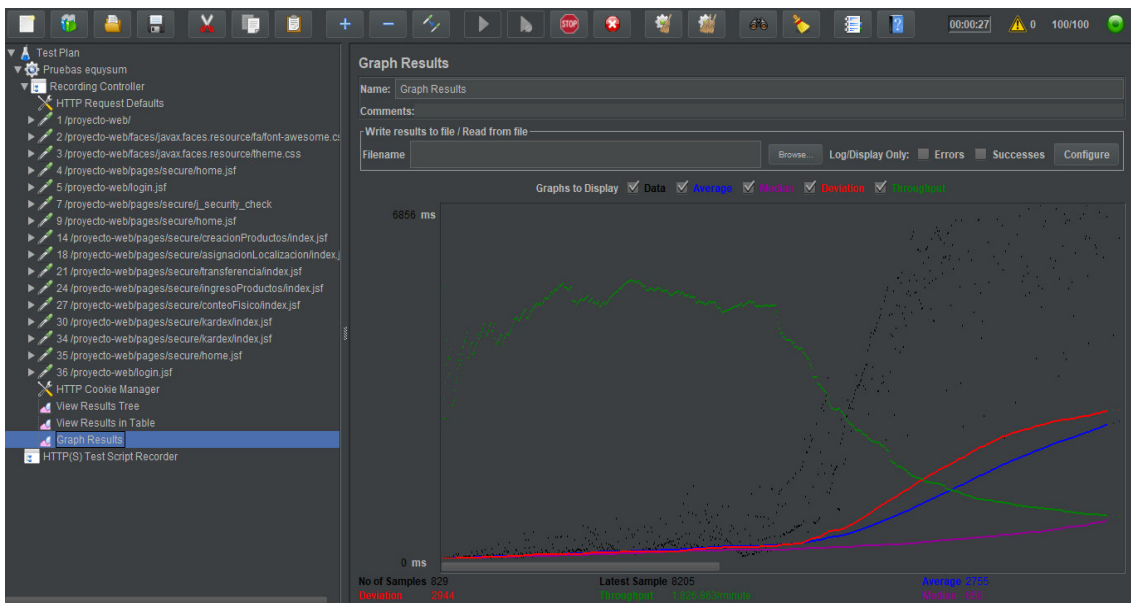 STOP
00:00:27 0 100/100
Test Plan
Pruebas equysum
Recording Controller
HTTP Request Defaults
1 /proyecto-web/
2 /proyecto-web/faces/javax.faces.resource/fa/font-awesome.cs
3 /proyecto-web/faces/javax.faces.resource/theme.css
4 /proyecto-web/pages/secure/home.jsf
5 /proyecto-web/login.jsf
7 /proyecto-web/pages/secure/j_security_check
9 /proyecto-web/pages/secure/home.jsf
14 /proyecto-web/pages/secure/creacionProductos/index.jsf
18 /proyecto-web/pages/secure/asignacionLocalizacion/index.j
21 /proyecto-web/pages/secure/transferencia/index.jsf
24 /proyecto-web/pages/secure/ingresoProductos/index.jsf
27 /proyecto-web/pages/secure/conteoFisico/index.jsf
30 /proyecto-web/pages/secure/kardex/index.jsf
34 /proyecto-web/pages/secure/kardex/index.jsf
35 /proyecto-web/pages/secure/home.jsf
36 /proyecto-web/login.jsf
HTTP Cookie Manager
View Results Tree
View Results in Table
Graph Results
HTTP(S) Test Script Recorder
Graph Results
Name: Graph Results
Comments:
Write results to file / Read from file
Filename Browse... Log/Display Only: Errors Successes Configure
Graphs to Display Data Average Median Deviation Throughput
6856 ms
0 ms
No of Samples 829 Latest Sample 8205 Average 2755
Deviation 2944 Throughput Median